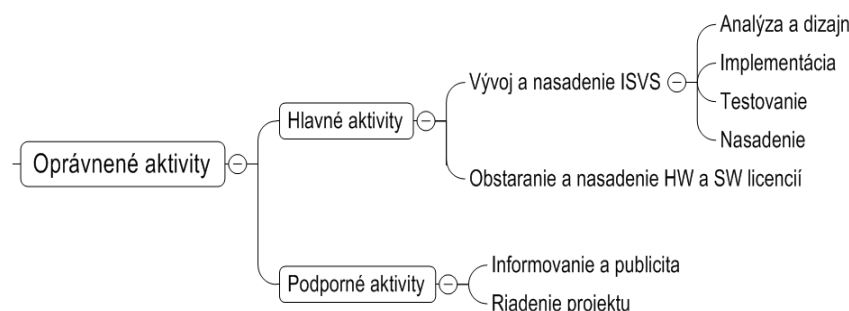 Oprávnené aktivity
Hlavné aktivity
Vývoj a nasadenie ISVS
Analýza a dizajn
Implementácia
Testovanie
Nasadenie
Obstaranie a nasadenie HW a SW licencií
Podporné aktivity
Informovanie a publicita
Riadenie projektu